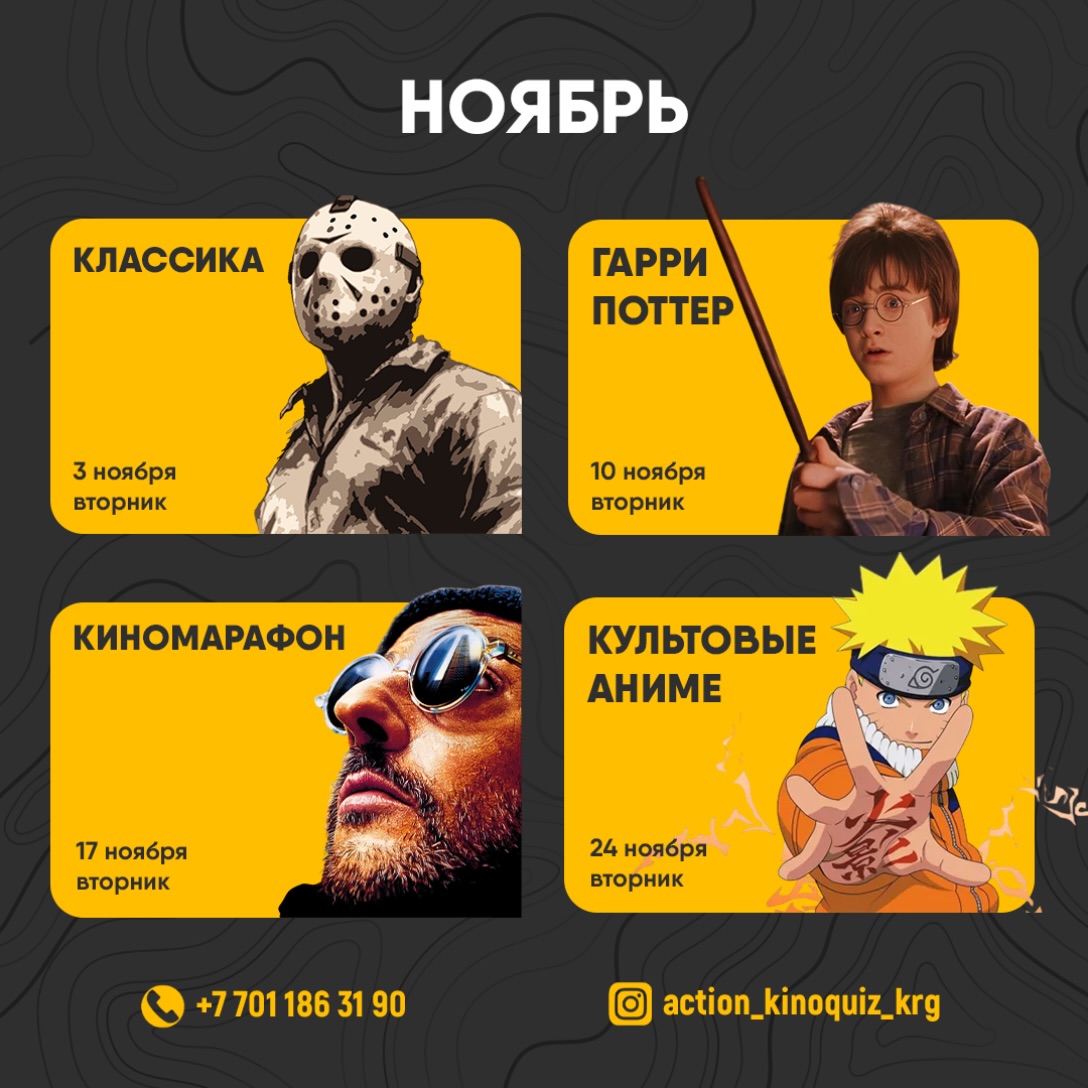 НОЯБРЬ
КЛАССИКА
3 ноября
вторник
ГАРРИ
ПОТТЕР
10 ноября
вторник
КИНОМАРАФОН
17 ноября
вторник
КУЛЬТОВЫЕ
АНИМЕ
24 ноября
вторник
+7 701 186 31 90
action_kinoquiz_krg